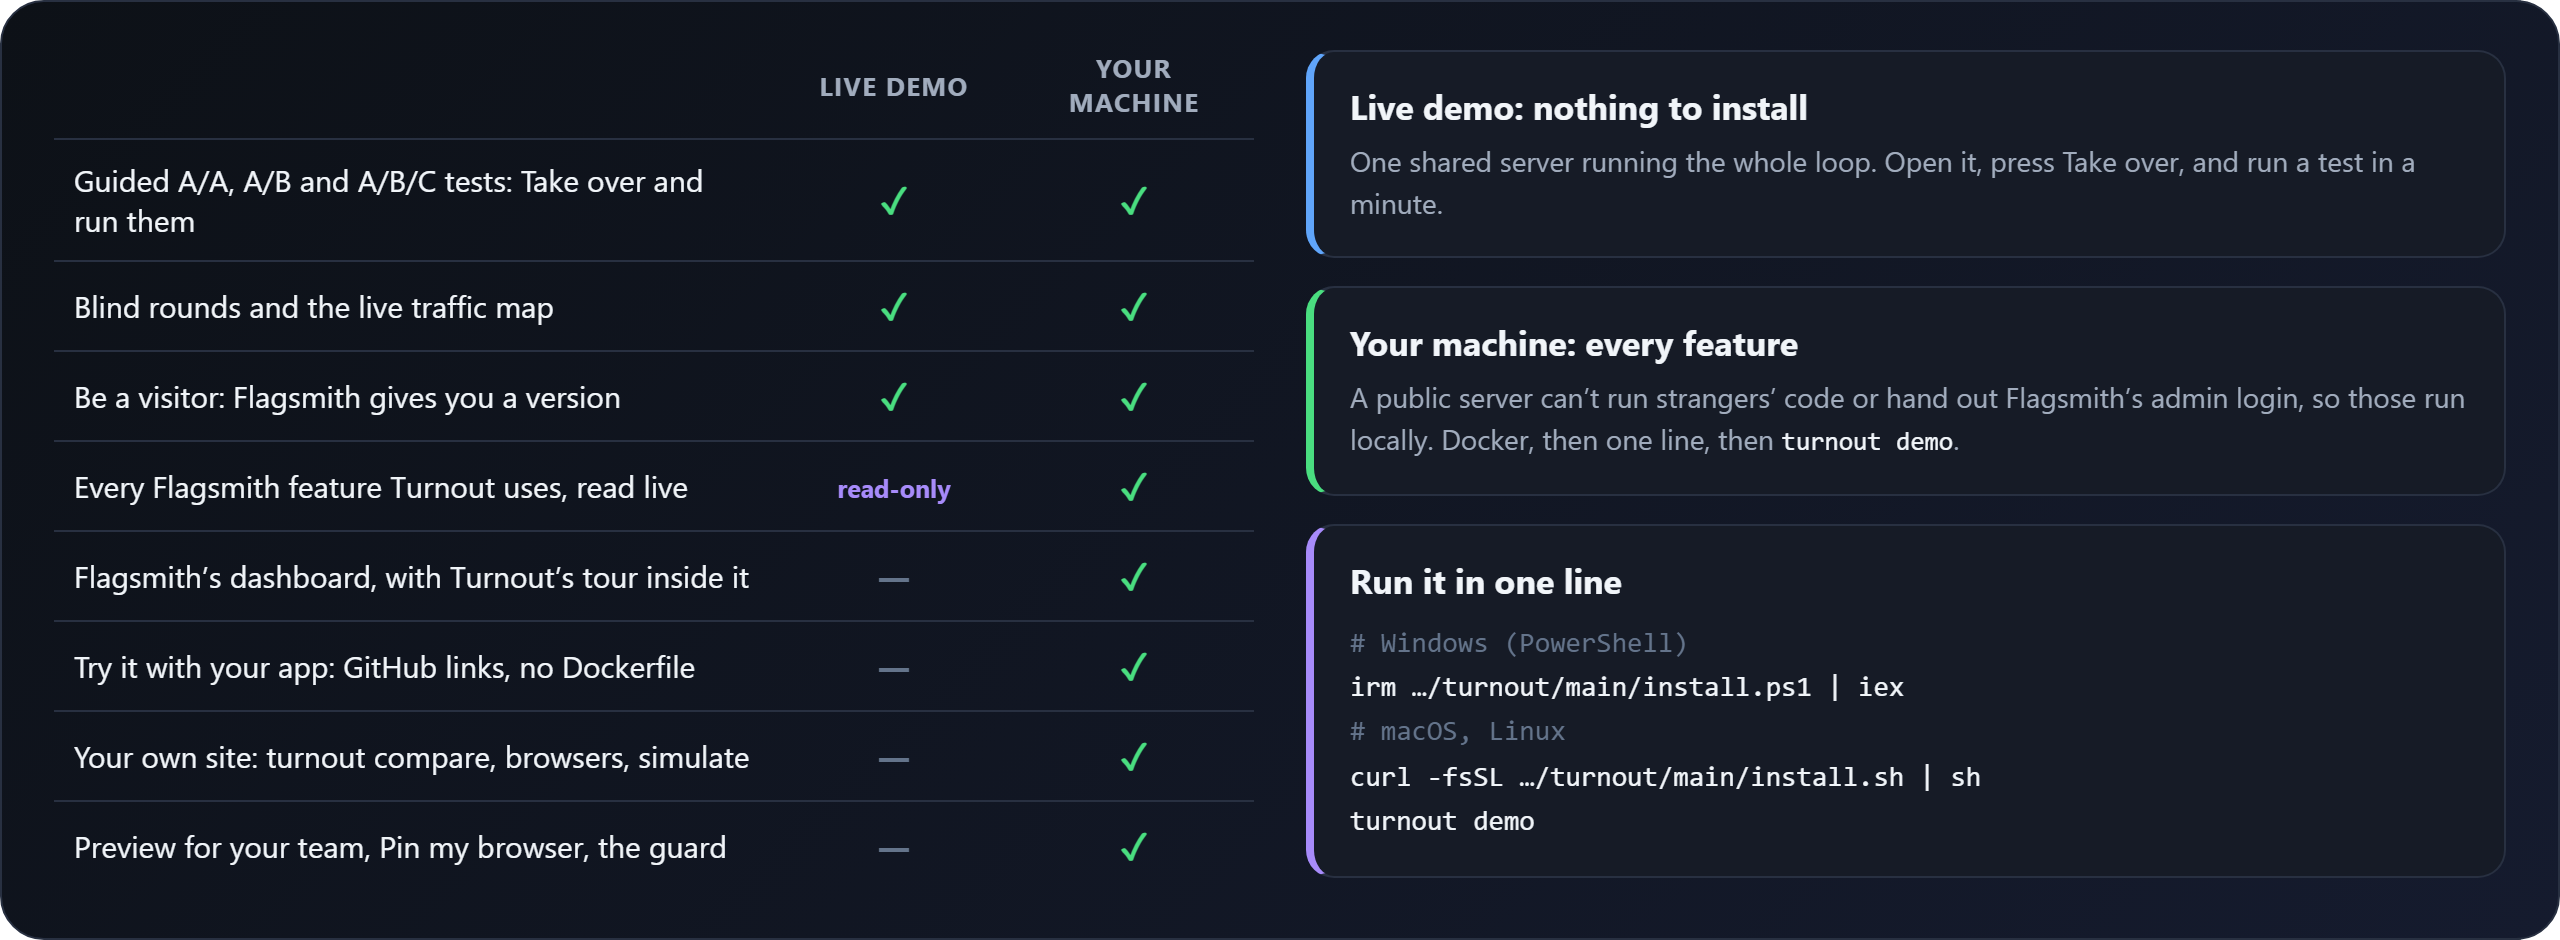 LIVE DEMO
YOUR
MACHINE
Guided A/A, A/B and A/B/C tests: Take over and
run them
✓ ✓
Blind rounds and the live traffic map ✓ ✓
Be a visitor: Flagsmith gives you a version ✓ ✓
Every Flagsmith feature Turnout uses, read live read-only ✓
Flagsmith’s dashboard, with Turnout’s tour inside it — ✓
Try it with your app: GitHub links, no Dockerfile — ✓
Your own site: turnout compare, browsers, simulate — ✓
Preview for your team, Pin my browser, the guard — ✓
Live demo: nothing to install
One shared server running the whole loop. Open it, press Take over, and run a test in a
minute.
Your machine: every feature
A public server can’t run strangers’ code or hand out Flagsmith’s admin login, so those run
locally. Docker, then one line, then turnout demo.
Run it in one line
# Windows (PowerShell)
irm …/turnout/main/install.ps1 | iex
# macOS, Linux
curl -fsSL …/turnout/main/install.sh | sh
turnout demo